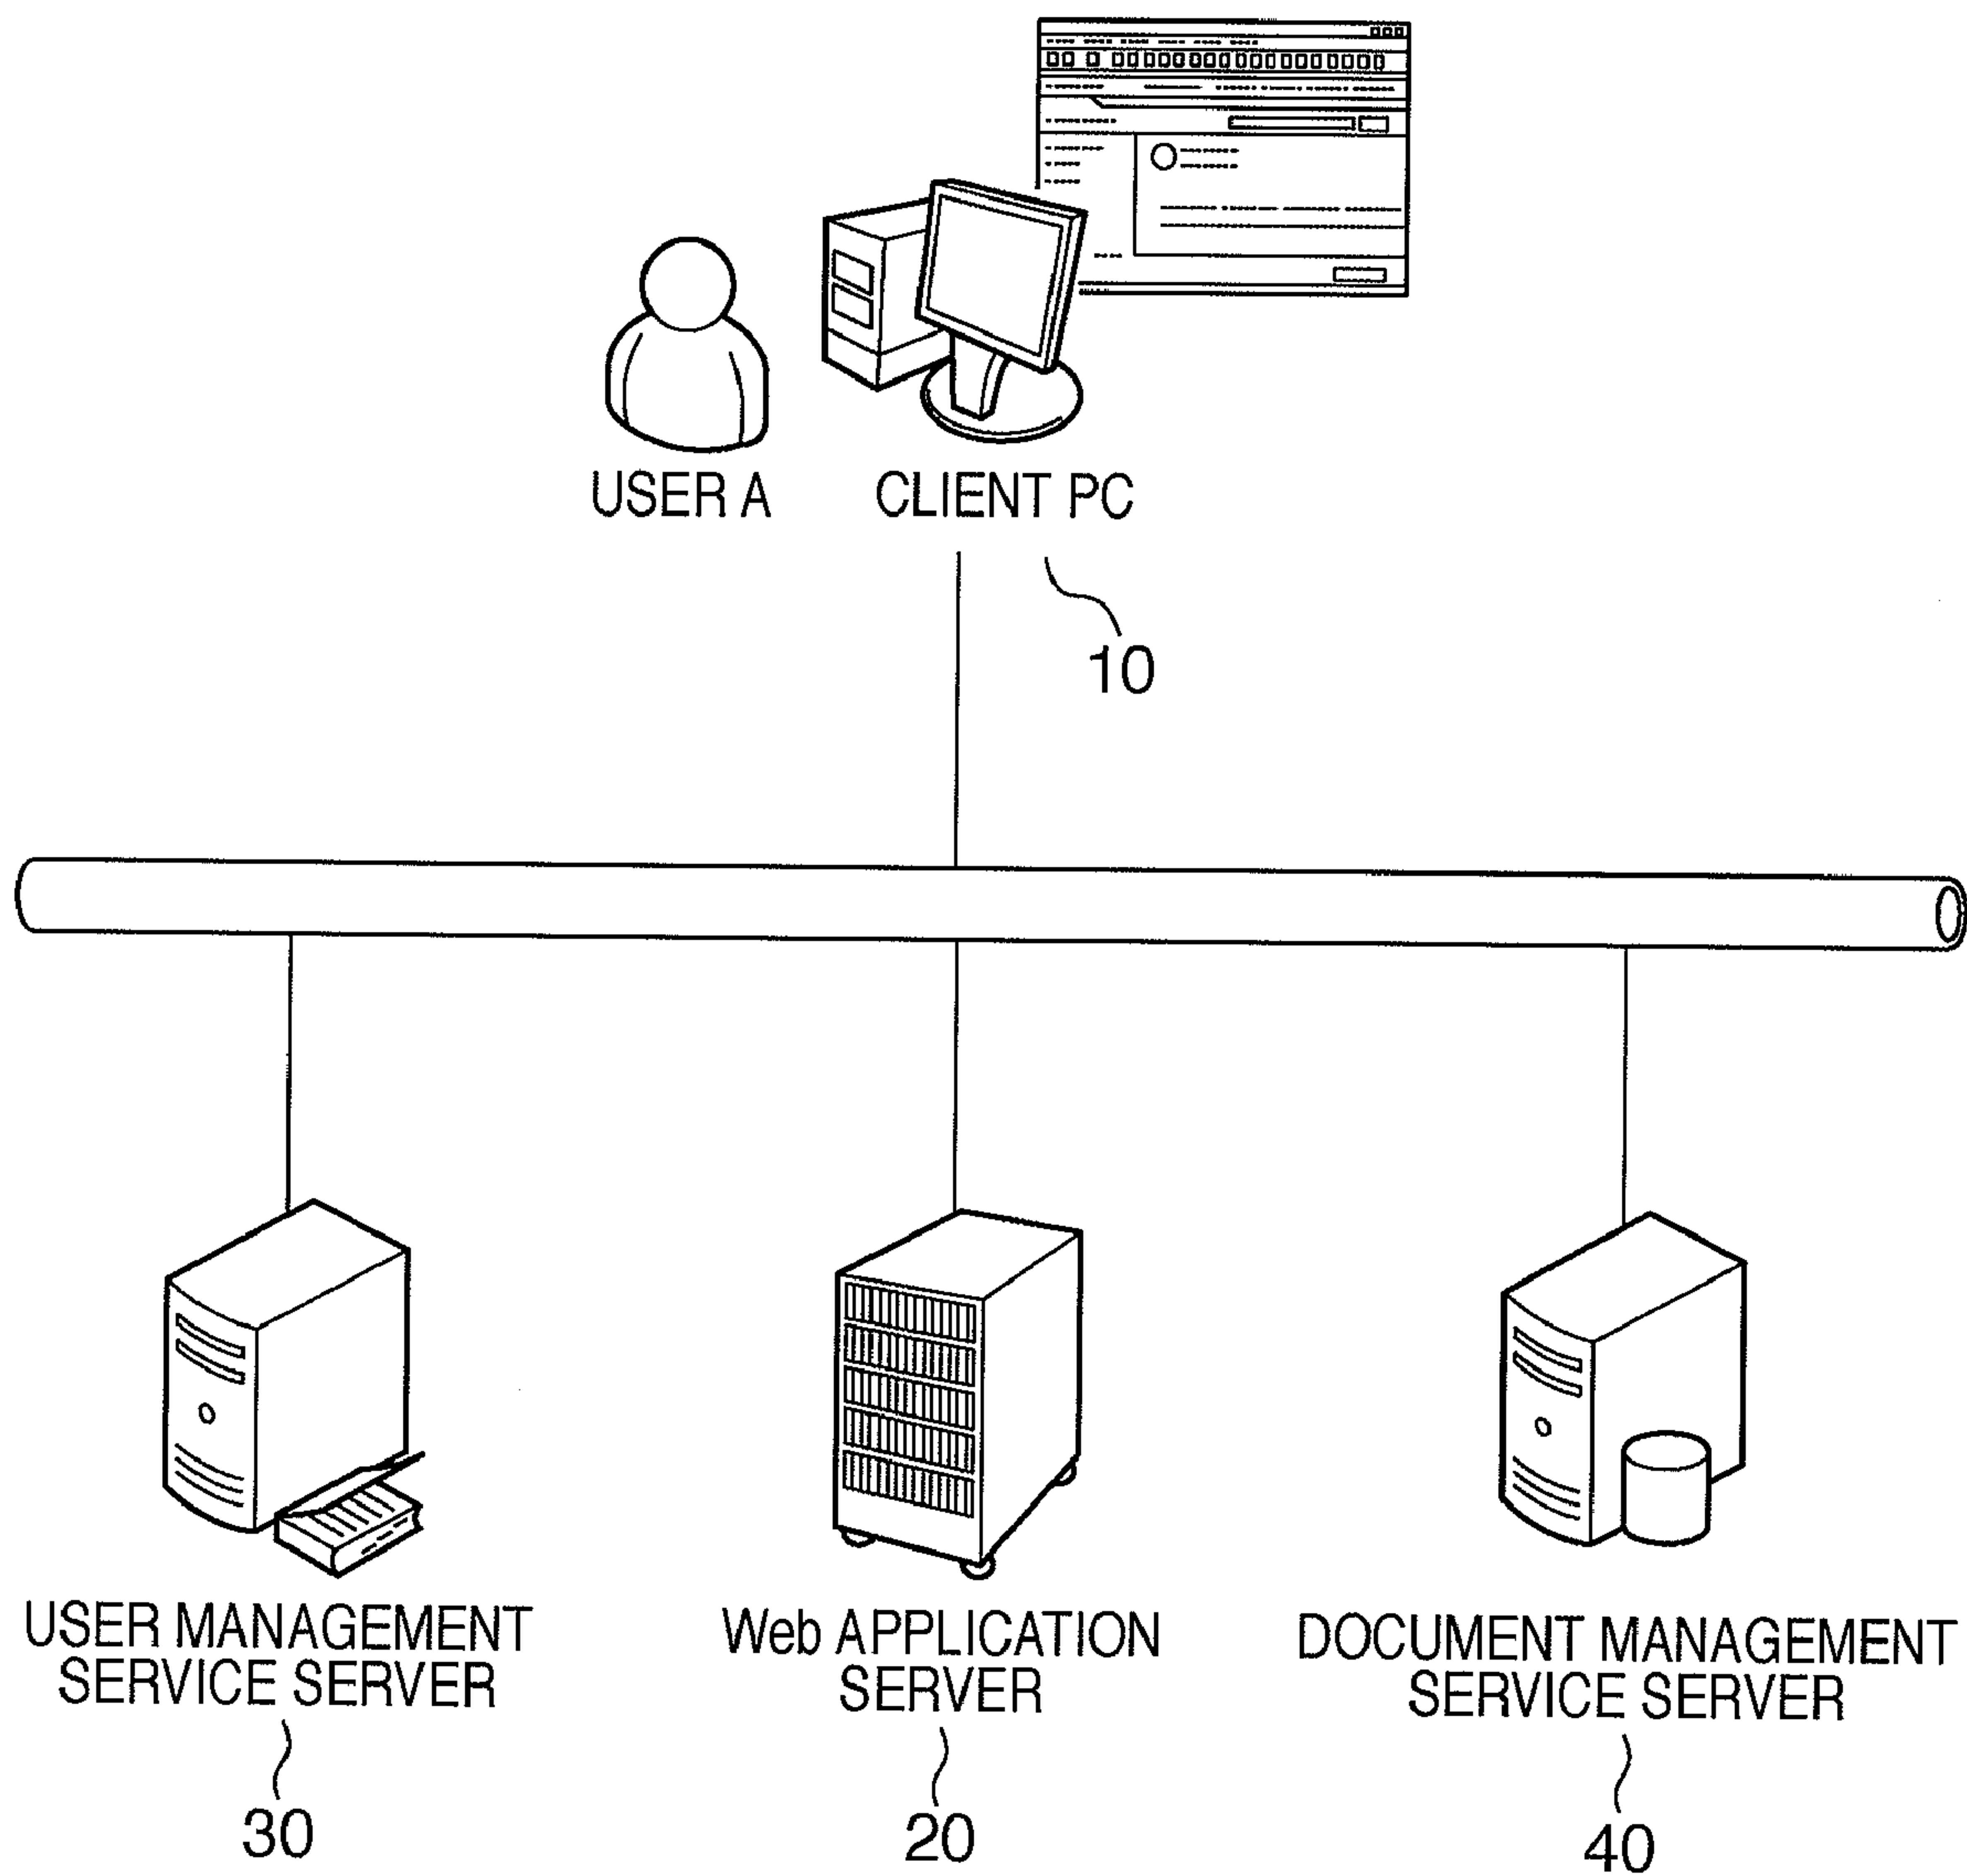 USER A
CLIENT PC
10
USER MANAGEMENT
SERVICE SERVER
30
Web APPLICATION
SERVER
20
DOCUMENT MANAGEMENT
SERVICE SERVER
40